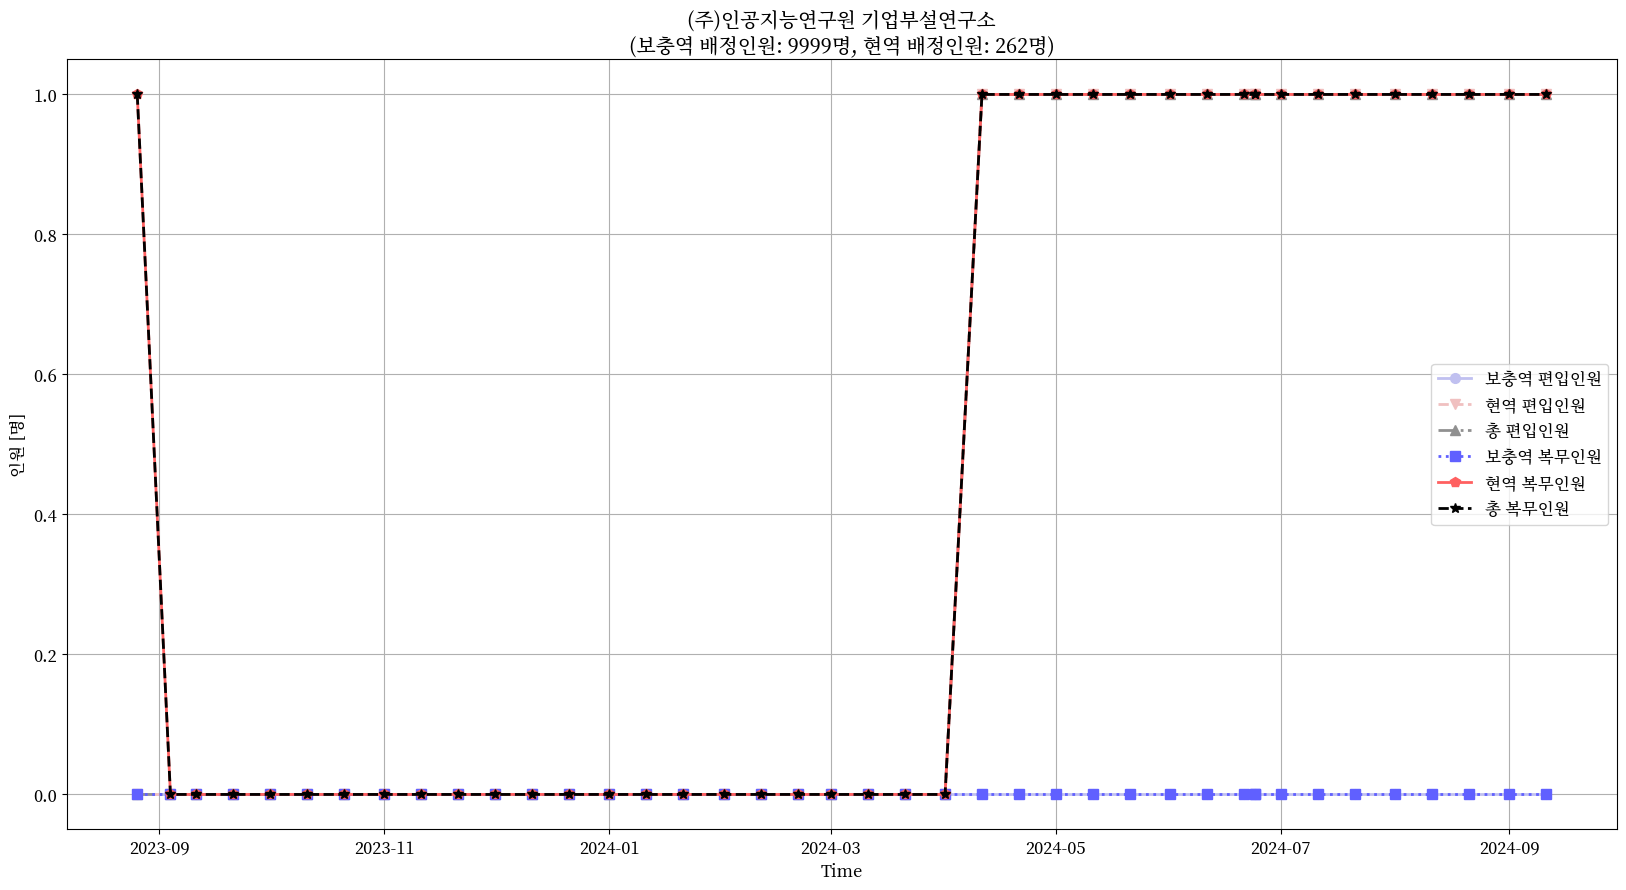 (주)인공지능연구원 기업부설연구소
(보충역 배정인원: 9999명, 현역 배정인원: 262명)
인원 [명]
1.0
0.8
0.6
0.4
0.2
0.0
보충역 편입인원
현역 편입인원
총 편입인원
보충역 복무인원
현역 복무인원
총 복무인원
2023-09 2023-11 2024-01 2024-03 2024-05 2024-07 2024-09
Time